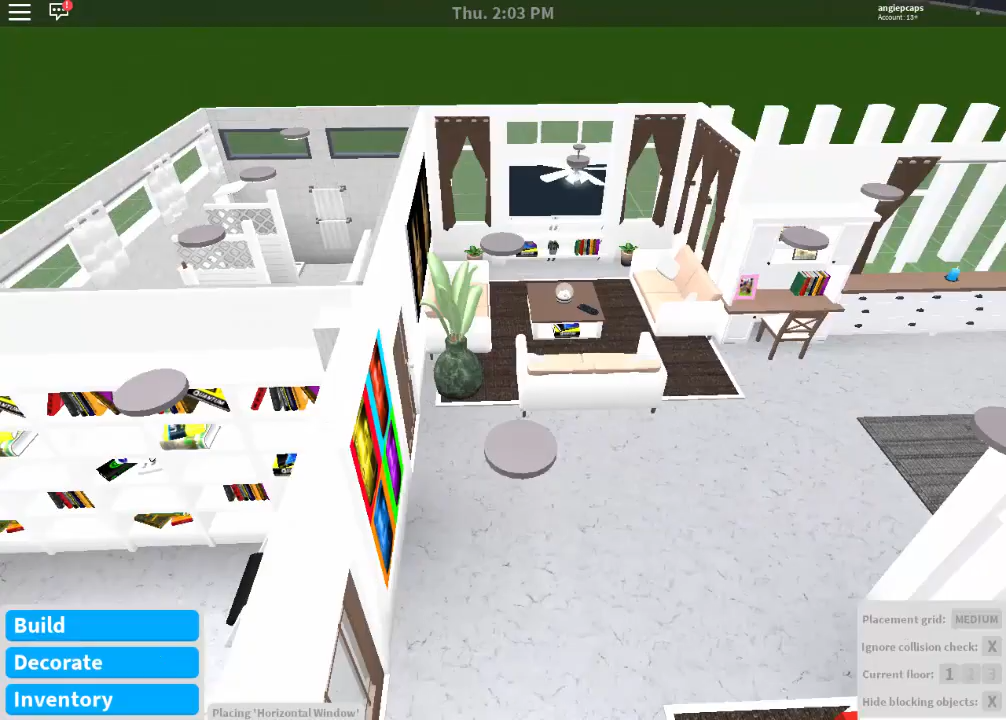 Thu. 2:03 PM
angiepcaps
Account: 13+
QUANTUM
Build
Decorate
Inventory
Placing 'Horizontal Window'
Placement grid: MEDIUM
Ignore collision check: X
Current floor: 1 2 3
Hide blocking objects: X